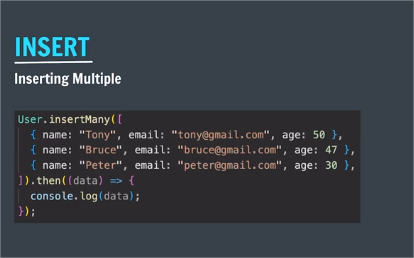 INSERT
Inserting Multiple
User.insertMany([
  { name: "Tony", email: "tony@gmail.com", age: 50 },
  { name: "Bruce", email: "bruce@gmail.com", age: 47 },
  { name: "Peter", email: "peter@gmail.com", age: 30 },
]).then((data) => {
  console.log(data);
});